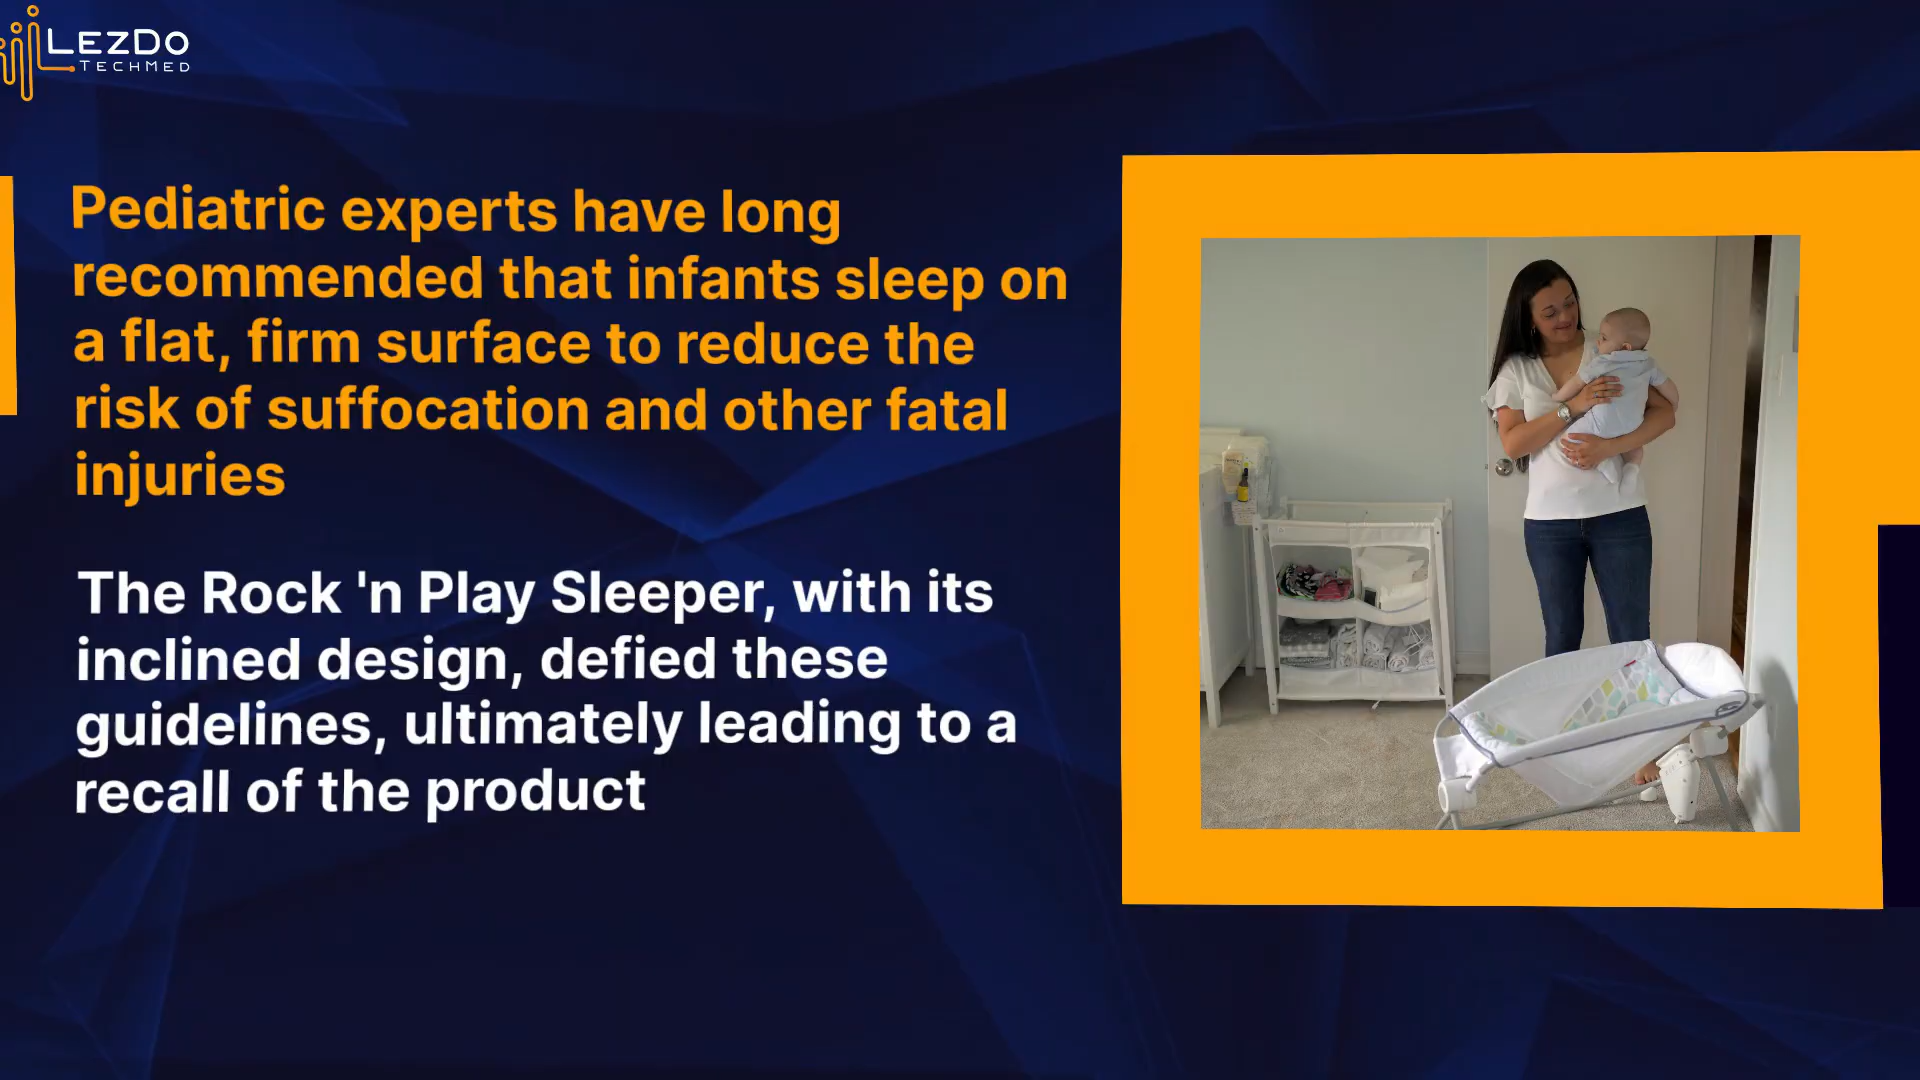 LEZDO
TECHMED
Pediatric experts have long
recommended that infants sleep on
a flat, firm surface to reduce the
risk of suffocation and other fatal
injuries
The Rock 'n Play Sleeper, with its
inclined design, defied these
guidelines, ultimately leading to a
recall of the product